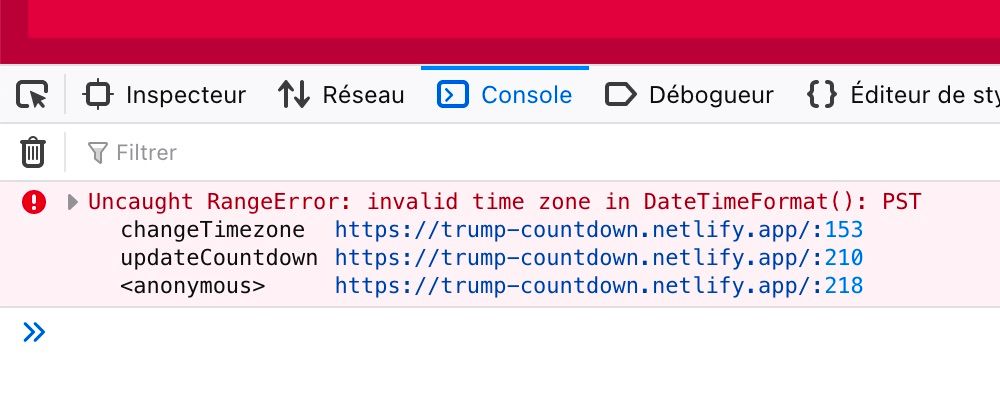 Inspecteur Réseau Console Débogueur {} Éditeur de sty
Filtrer
Uncaught RangeError: invalid time zone in DateTimeFormat(): PST
changeTimezone https://trump-countdown.netlify.app/:153
updateCountdown https://trump-countdown.netlify.app/:210
<anonymous> https://trump-countdown.netlify.app/:218